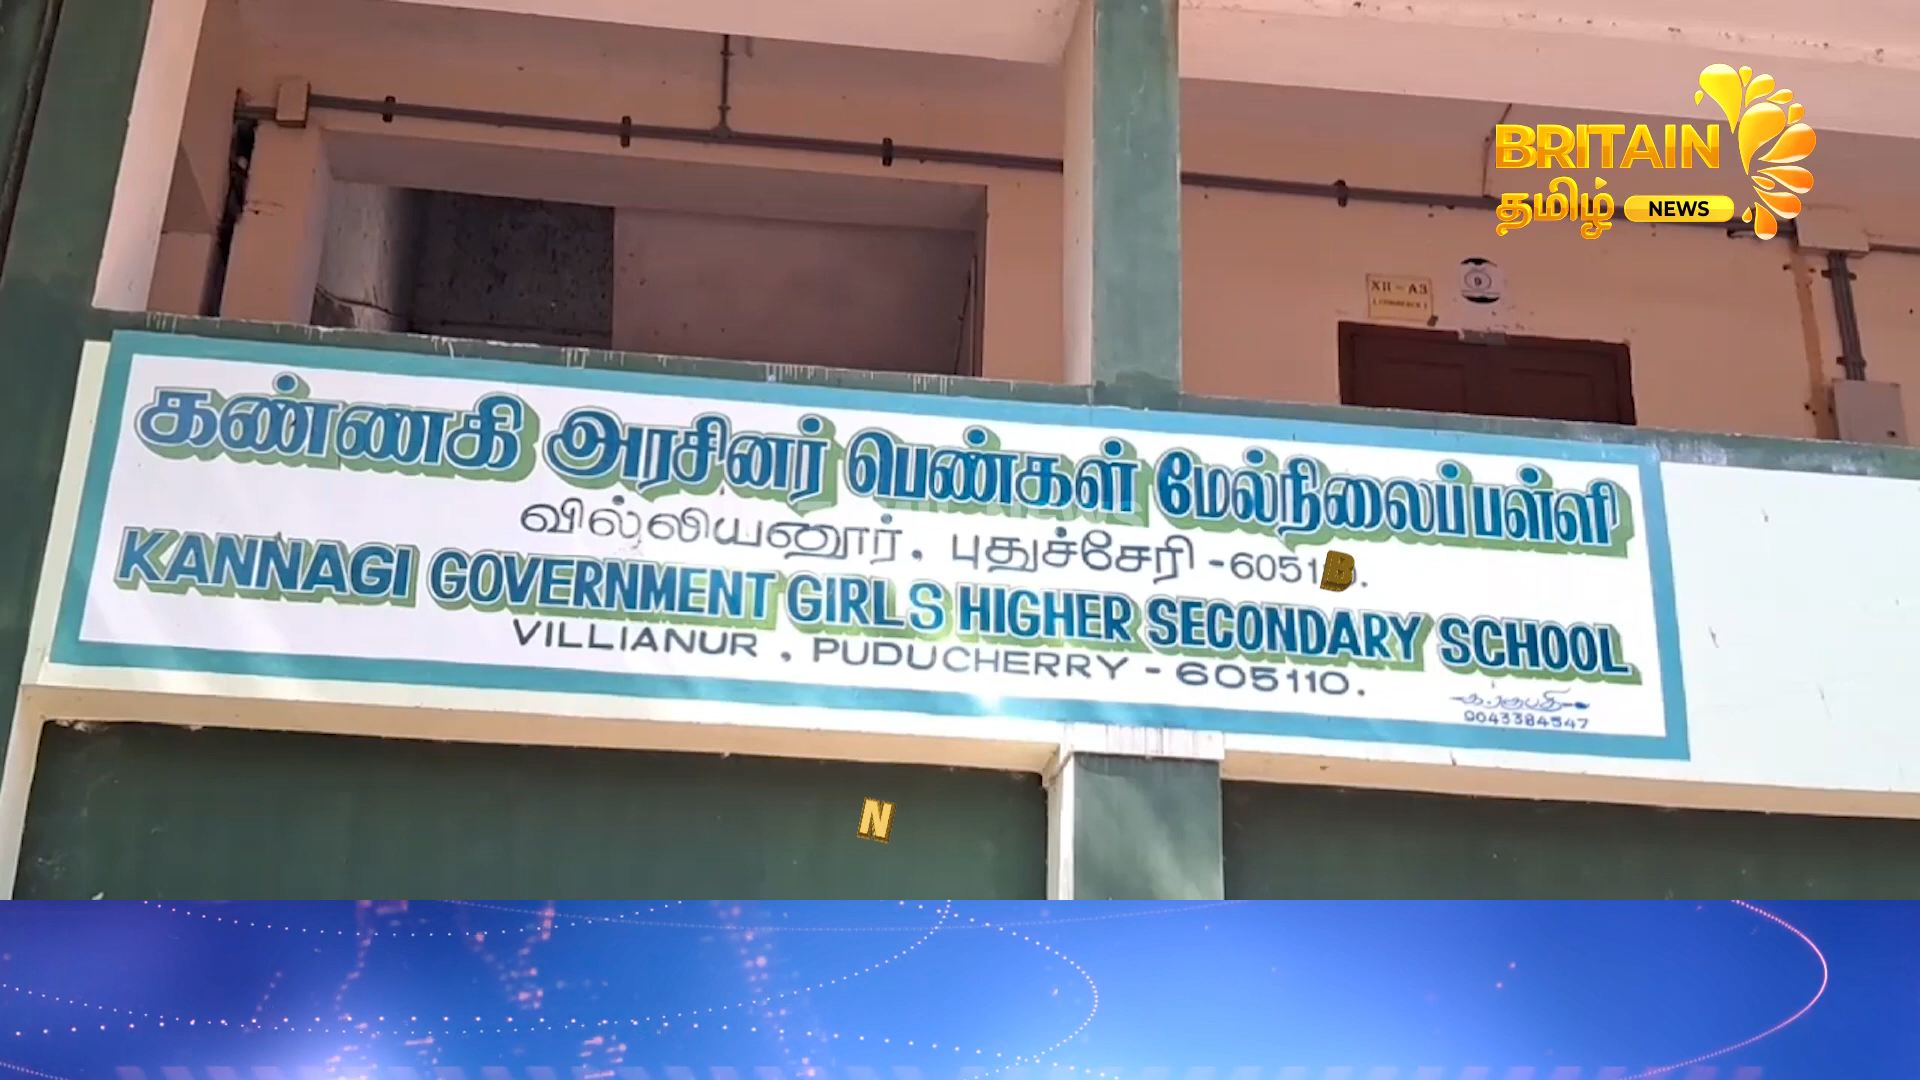 BRITAIN
தமிழ் NEWS
XII - A3
கண்ணகி அரசினர் பெண்கள் மேல்நிலைப்பள்ளி
வில்லியனூர், புதுச்சேரி -6051
B
KANNAGI GOVERNMENT GIRLS HIGHER SECONDARY SCHOOL
VILLIANUR, PUDUCHERRY - 605110.
9043384547
N